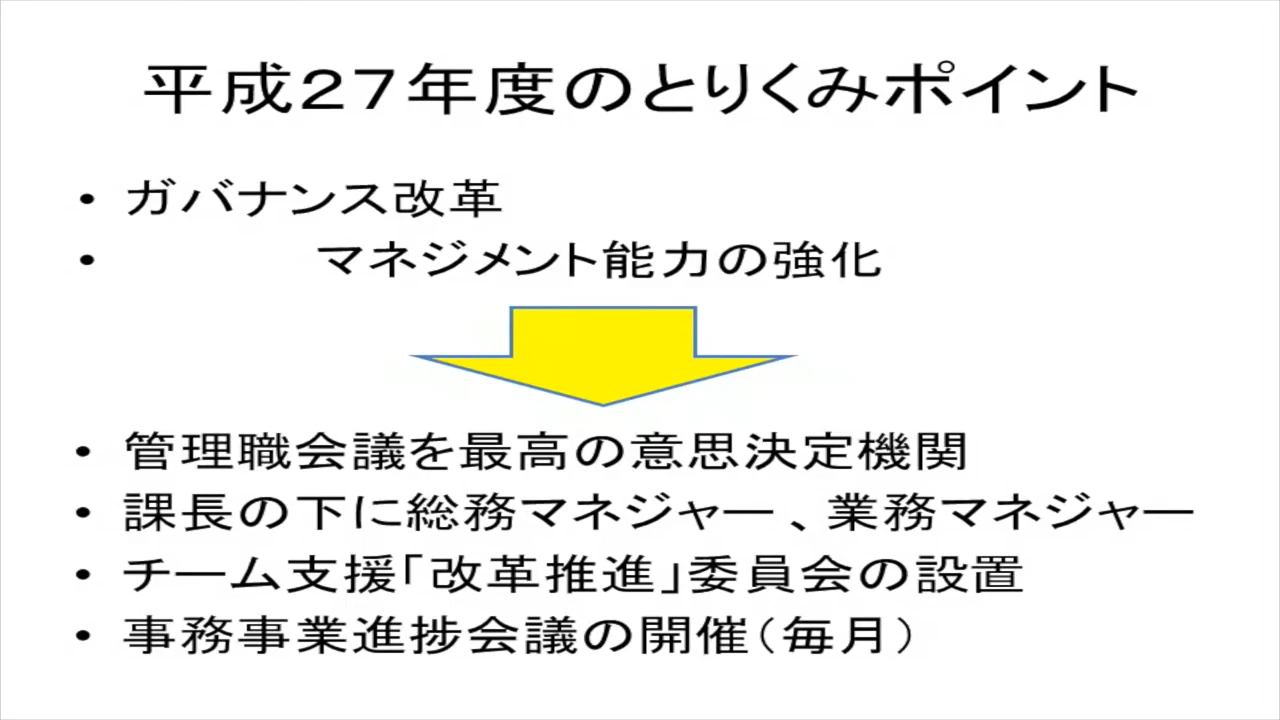 平成２７年度のとりくみポイント
• ガバナンス改革
• マネジメント能力の強化
• 管理職会議を最高の意思決定機関
• 課長の下に総務マネジャー、業務マネジャー
• チーム支援「改革推進」委員会の設置
• 事務事業進捗会議の開催（毎月）